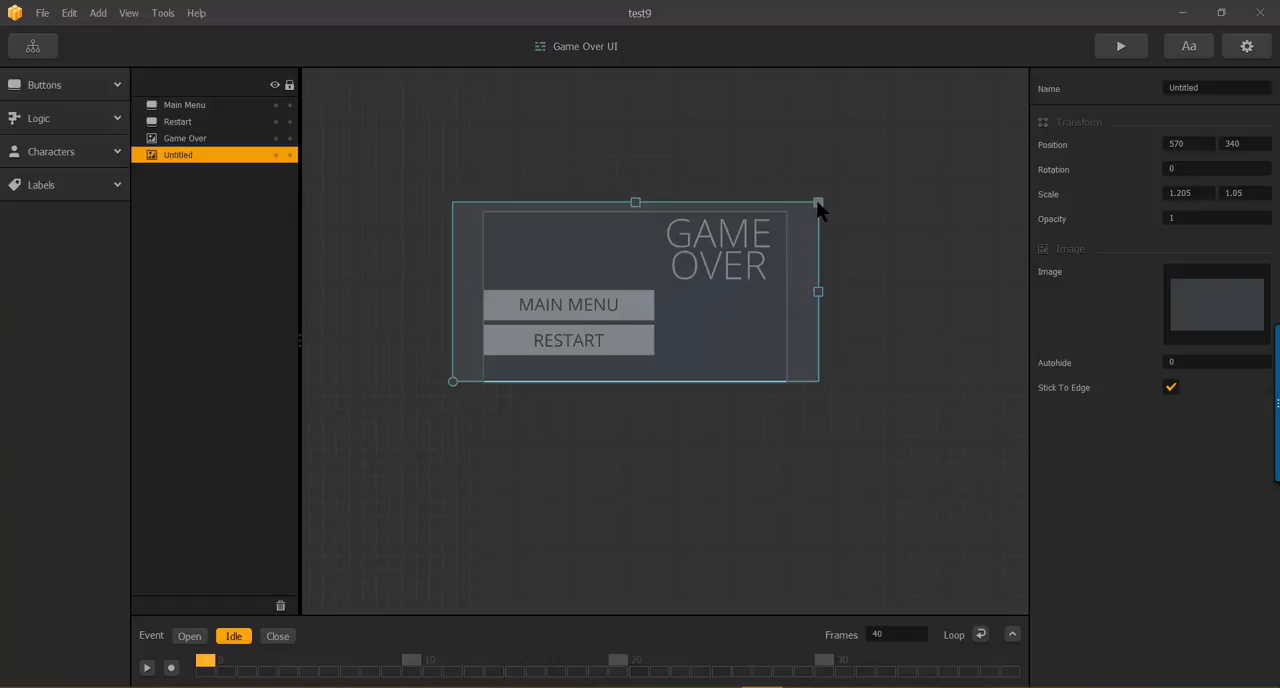 File Edit Add View Tools Help test9
Game Over UI Aa
Buttons
Logic
Characters
Labels
Main Menu
Restart
Game Over
Untitled
GAME
OVER
MAIN MENU
RESTART
Name Untitled
Transform
Position 570 340
Rotation 0
Scale 1.205 1.05
Opacity 1
Image
Image
Autohide 0
Stick To Edge
Event Open Idle Close Frames 40 Loop
0 10 20 30